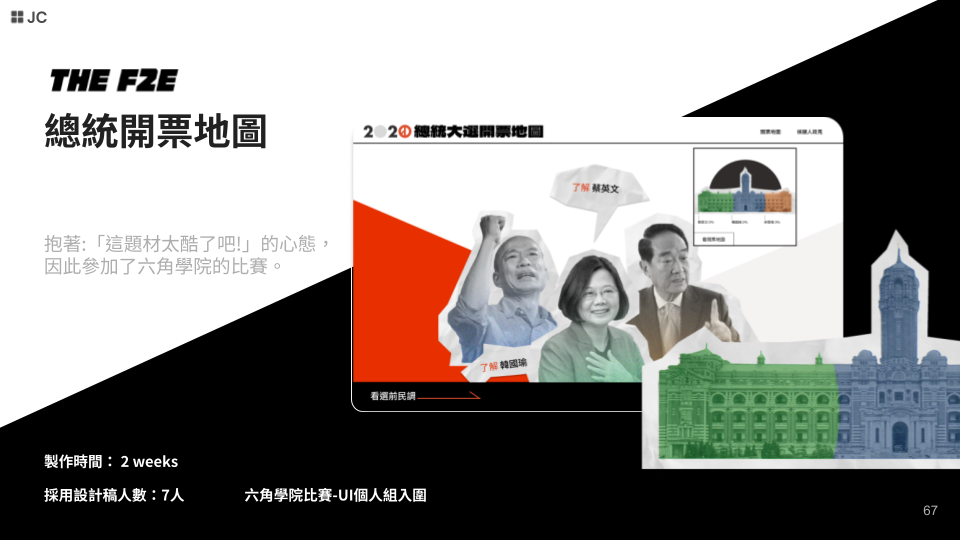 JC
THE F2E
總統開票地圖
抱著:「這題材太酷了吧!」的心態，
因此參加了六角學院的比賽。
2020 總統大選開票地圖
開票地圖
候選人政見
了解 蔡英文
看開票地圖
了解 韓國瑜
看選前民調
製作時間： 2 weeks
採用設計稿人數：7人
六角學院比賽-UI個人組入圍
67